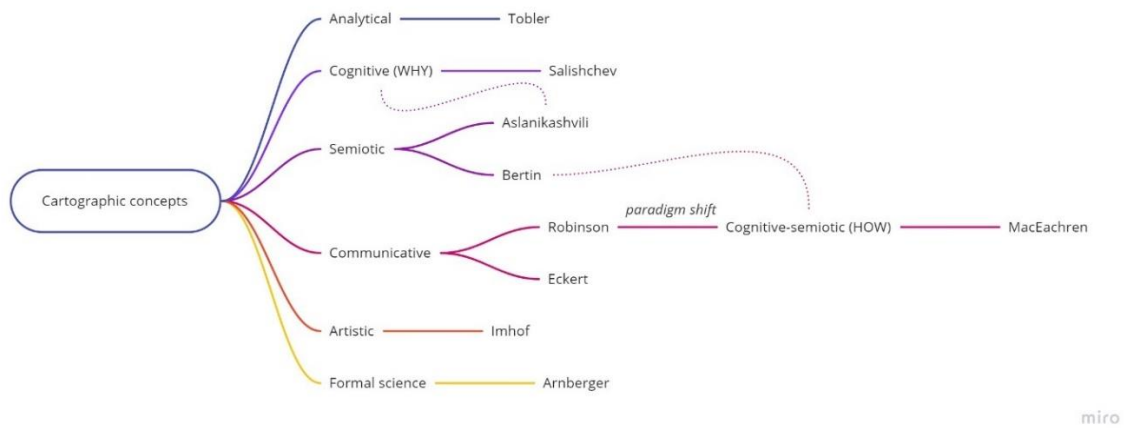 Analytical
Tobler
Cognitive (WHY)
Salishchev
Aslanikashvili
Semiotic
Bertin
Cartographic concepts
paradigm shift
Robinson
Cognitive-semiotic (HOW)
MacEachren
Communicative
Eckert
Artistic
Imhof
Formal science
Arnberger
miro